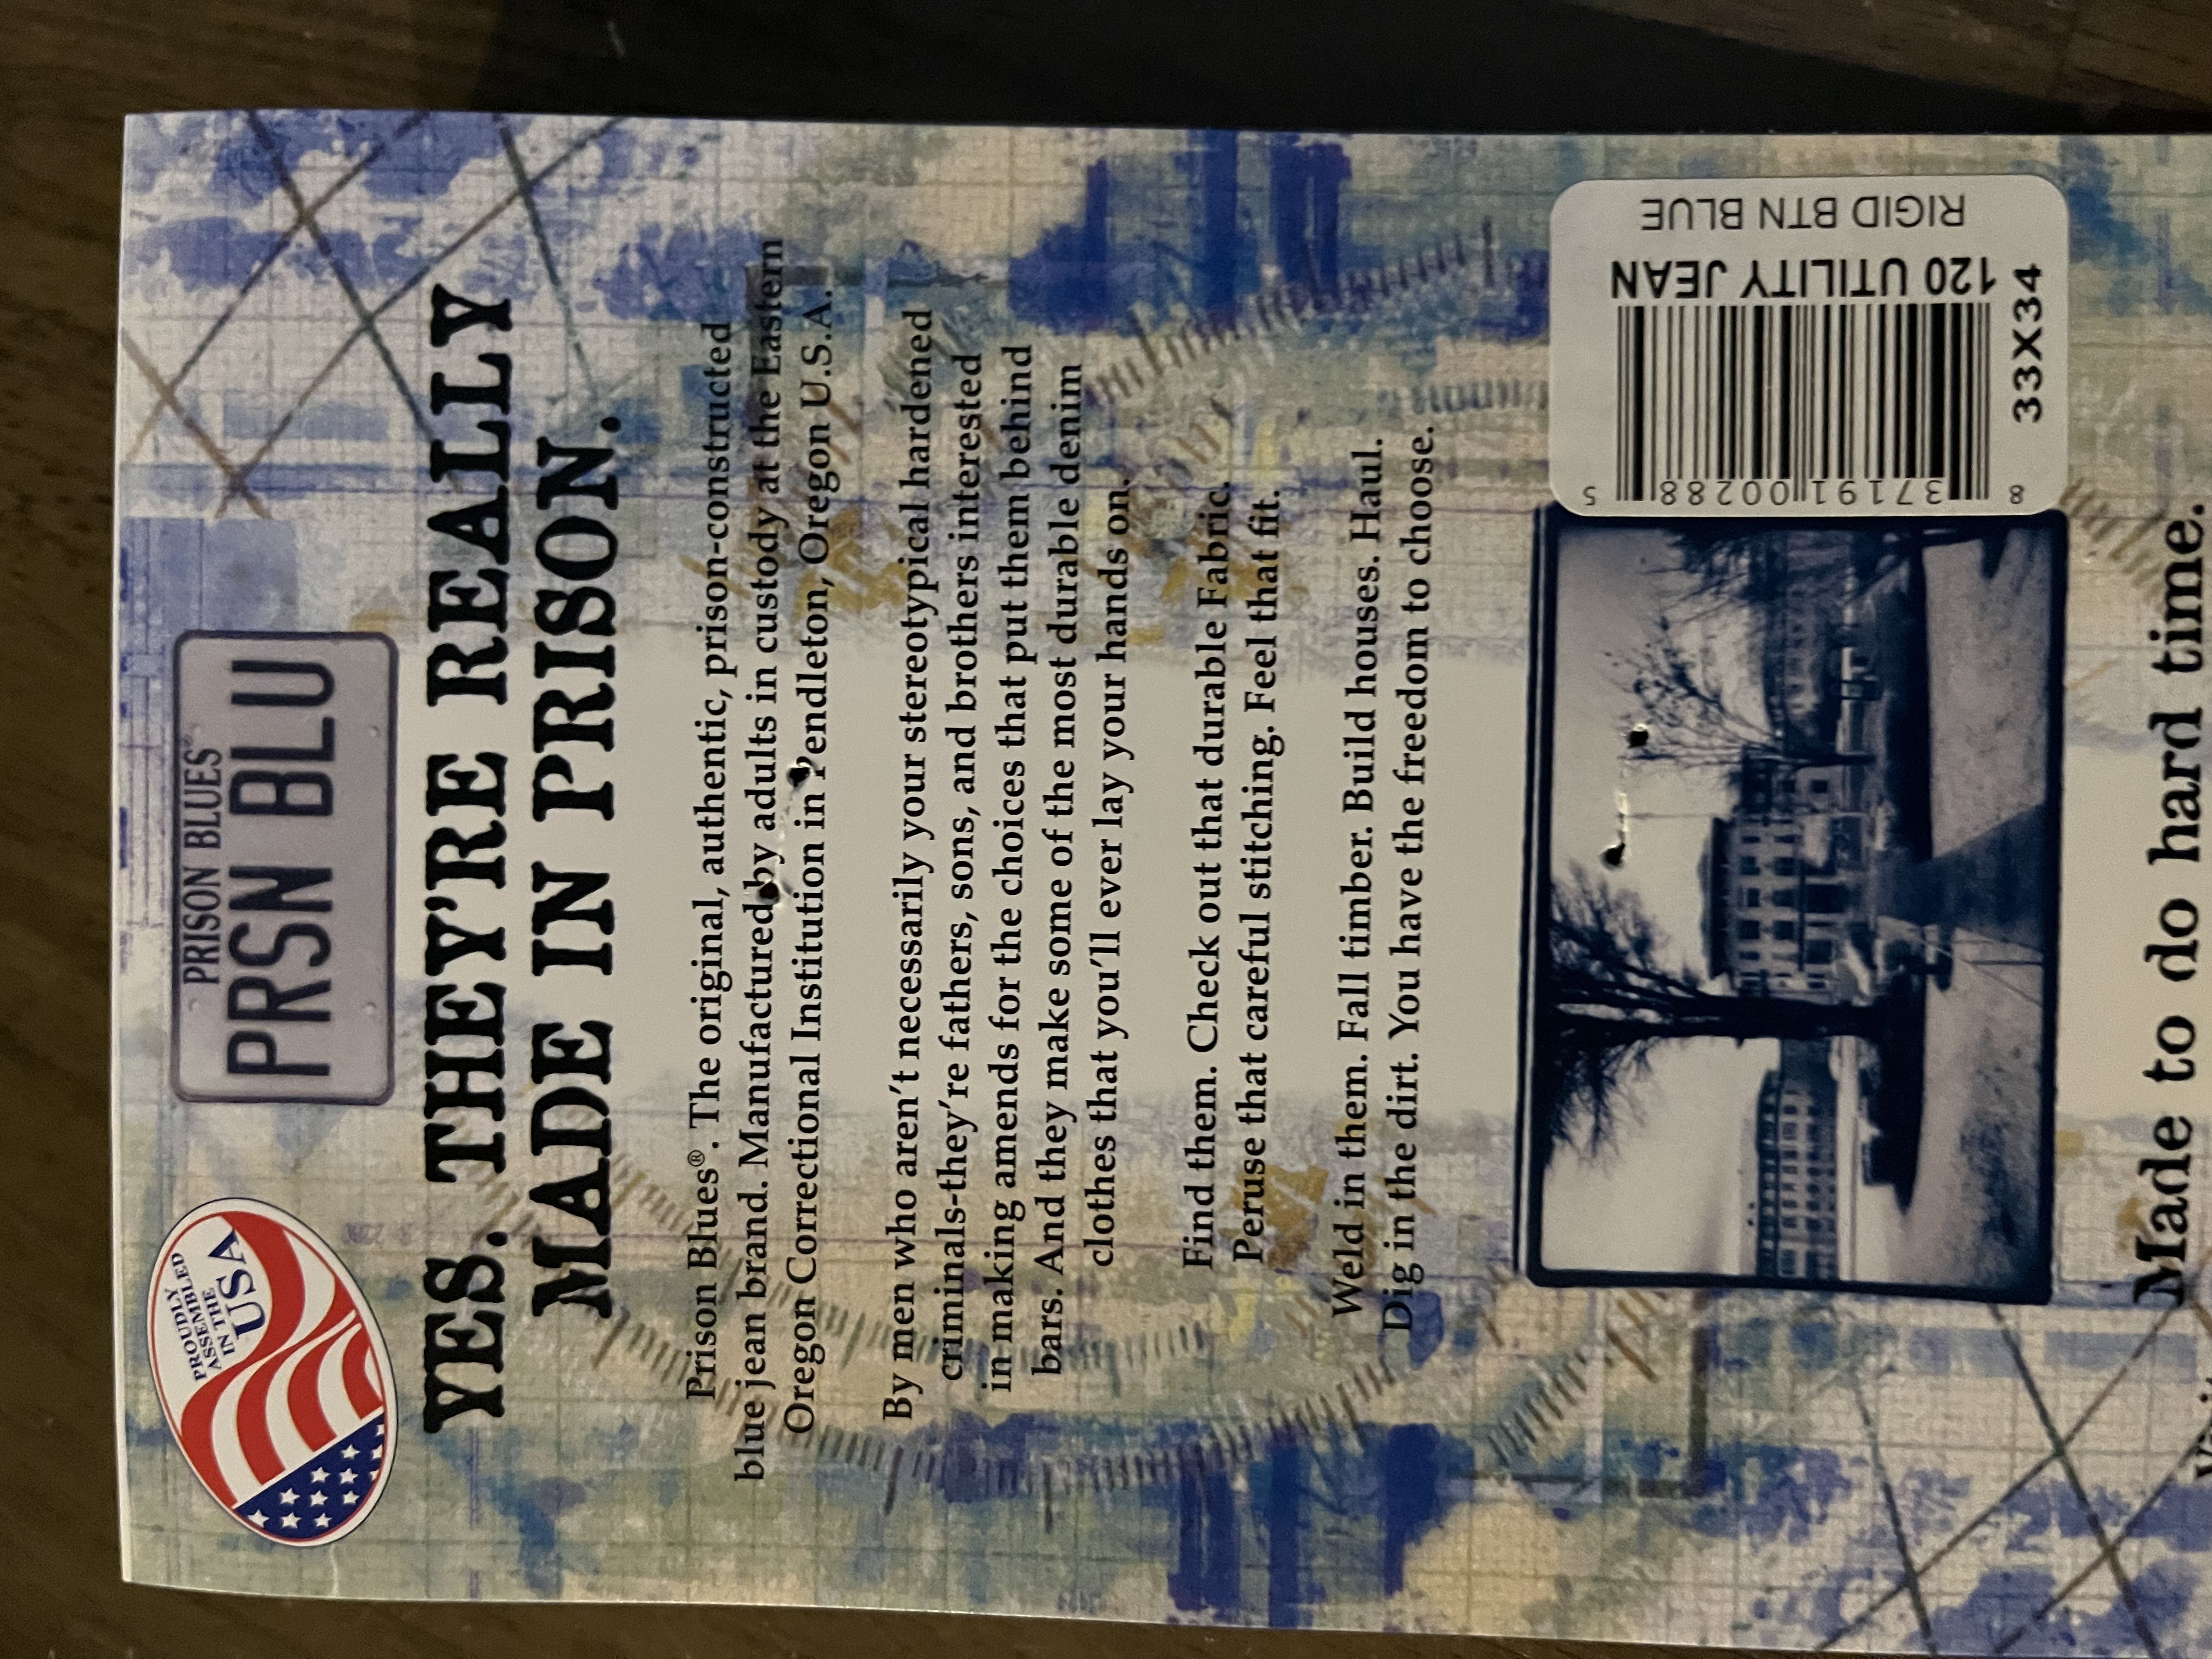 PROUDLY
ASSEMBLED
IN THE
USA
PRISON BLUES®
PRSN BLU
YES. THEY'RE REALLY
MADE IN PRISON.
Prison Blues®. The original, authentic, prison-constructed
blue jean brand. Manufactured by adults in custody at the Eastern
Oregon Correctional Institution in Pendleton, Oregon U.S.A.
By men who aren't necessarily your stereotypical hardened
criminals-they're fathers, sons, and brothers interested
in making amends for the choices that put them behind
bars. And they make some of the most durable denim
clothes that you'll ever lay your hands on.
Find them. Check out that durable Fabric.
Peruse that careful stitching. Feel that fit.
Weld in them. Fall timber. Build houses. Haul.
Dig in the dirt. You have the freedom to choose.
RIGID BTN BLUE
120 UTILITY JEAN
33X34
8 37191 00288 5
Made to do hard time.